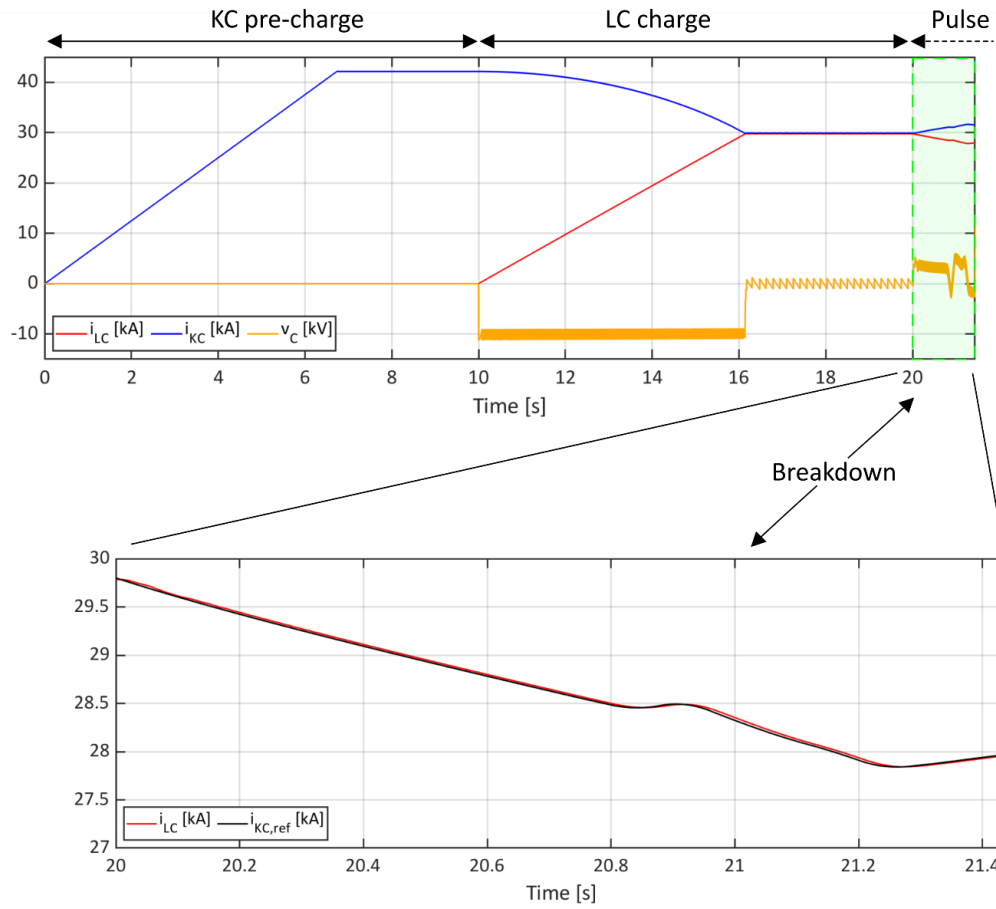 KC pre-charge LC charge Pulse
40
30
20
10
0
-10
i_LC [kA] i_KC [kA] v_C [kV]
0 2 4 6 8 10 12 14 16 18 20
Time [s]
Breakdown
30
29.5
29
28.5
28
27.5
27
i_LC [kA] i_KC,ref [kA]
20 20.2 20.4 20.6 20.8 21 21.2 21.4
Time [s]